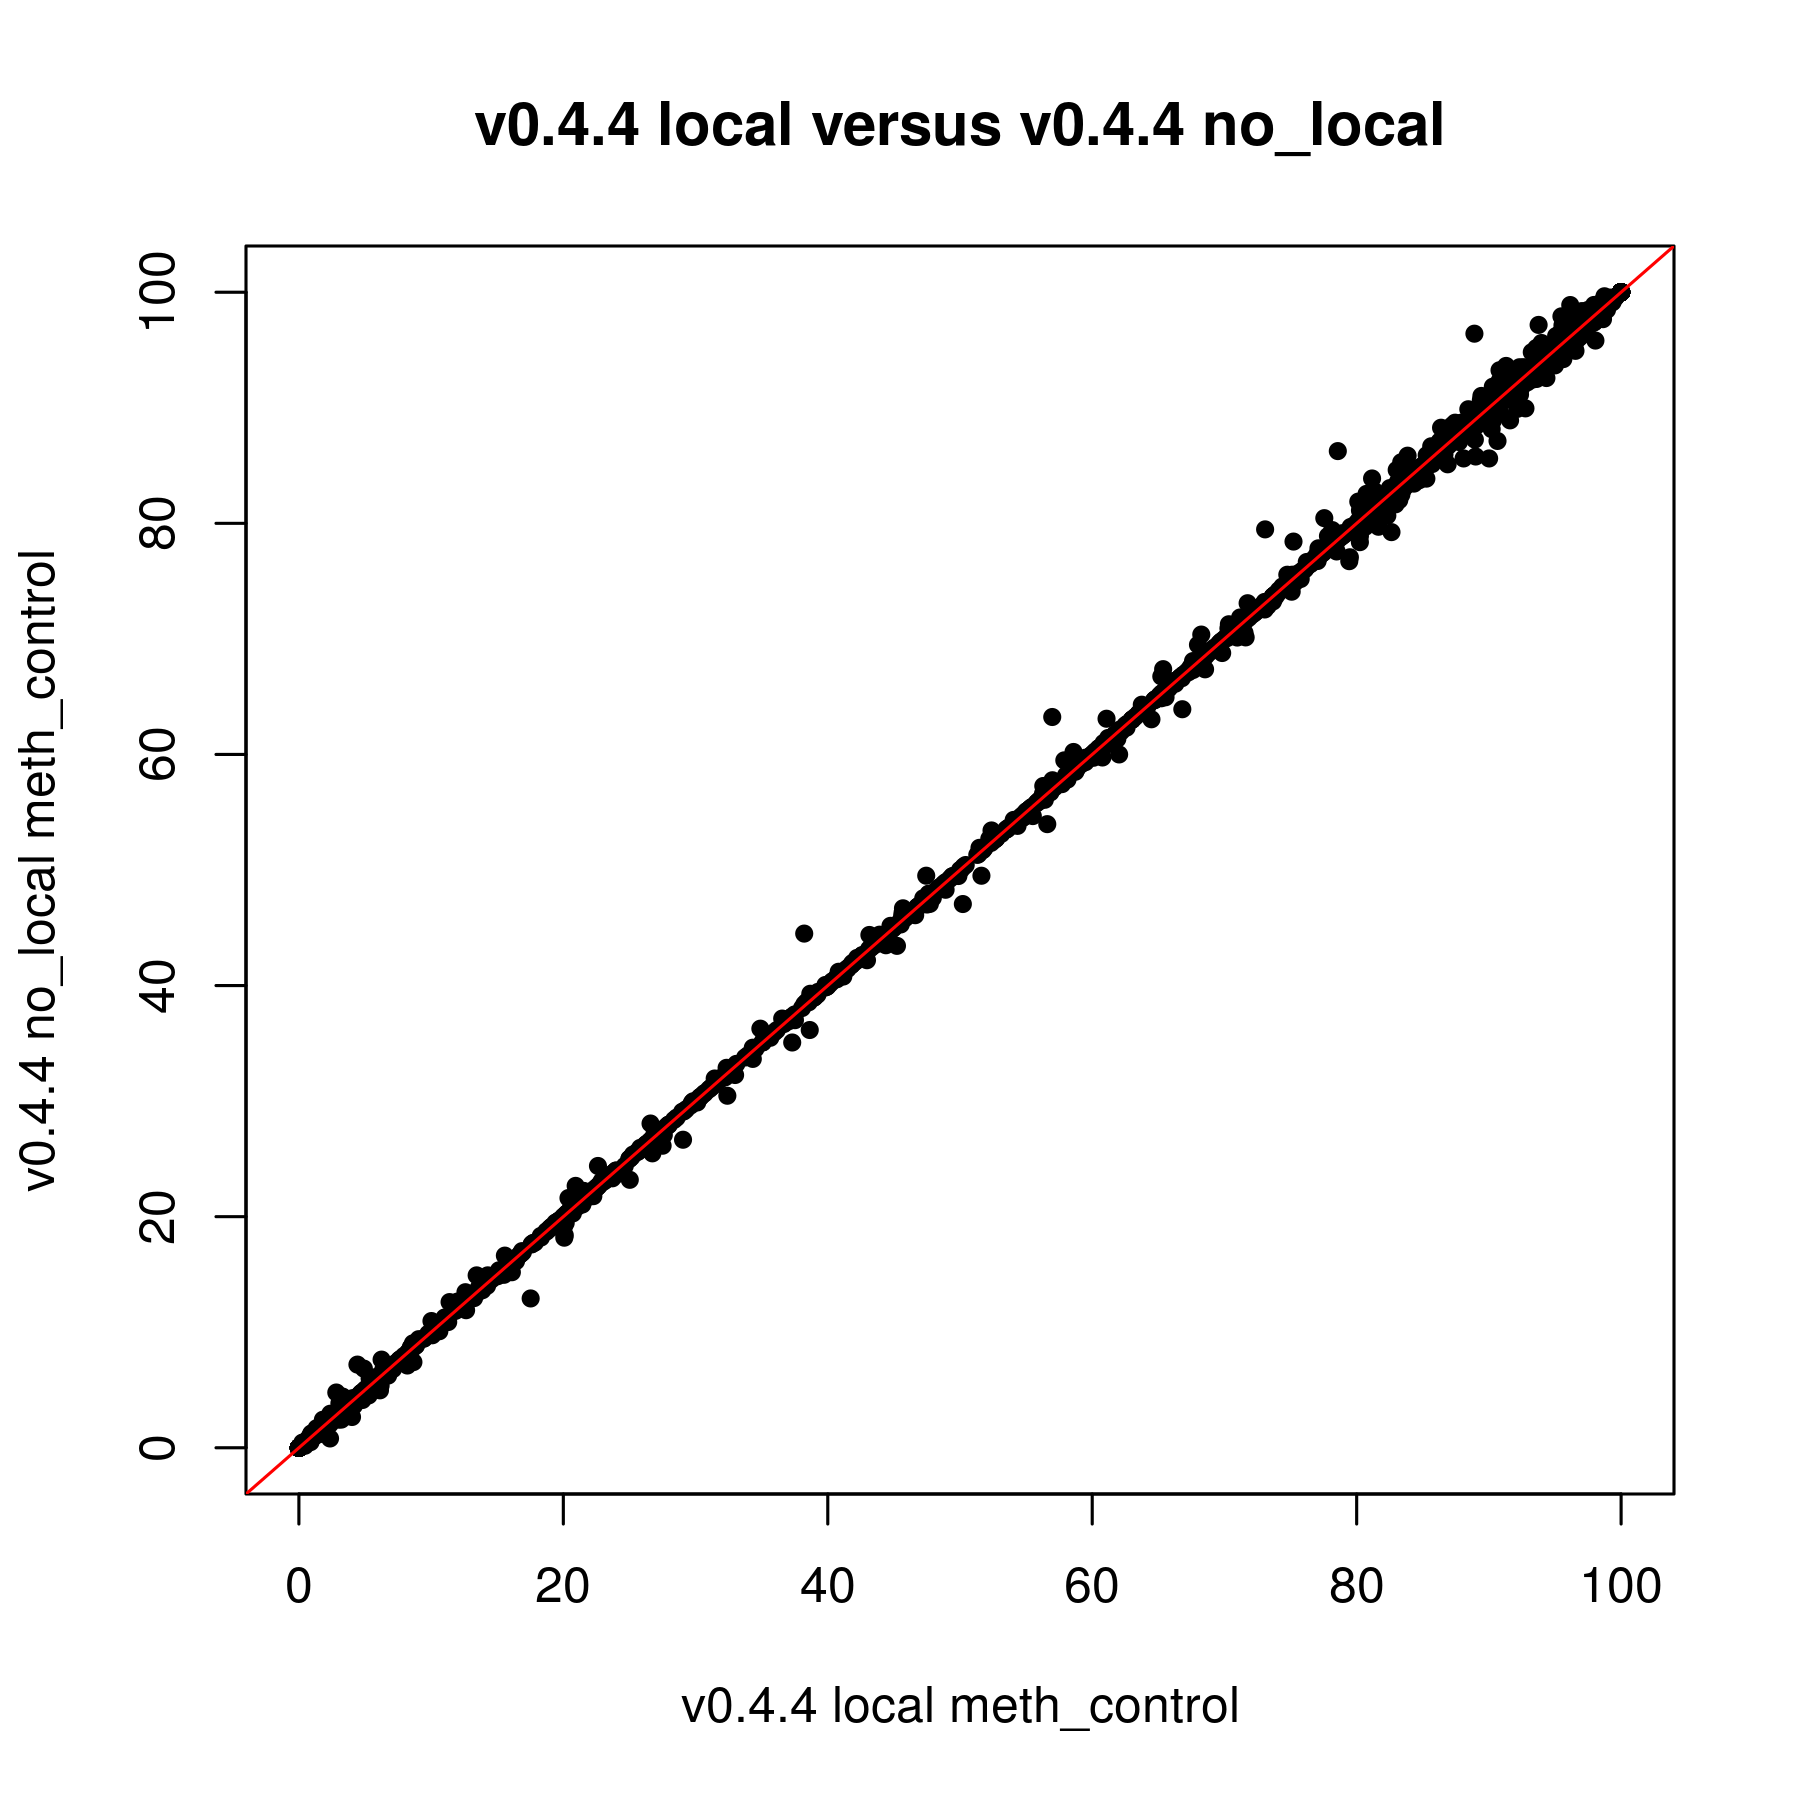 v0.4.4 local versus v0.4.4 no_local
100
80
60
40
20
0
v0.4.4 no_local meth_control
0 20 40 60 80 100
v0.4.4 local meth_control